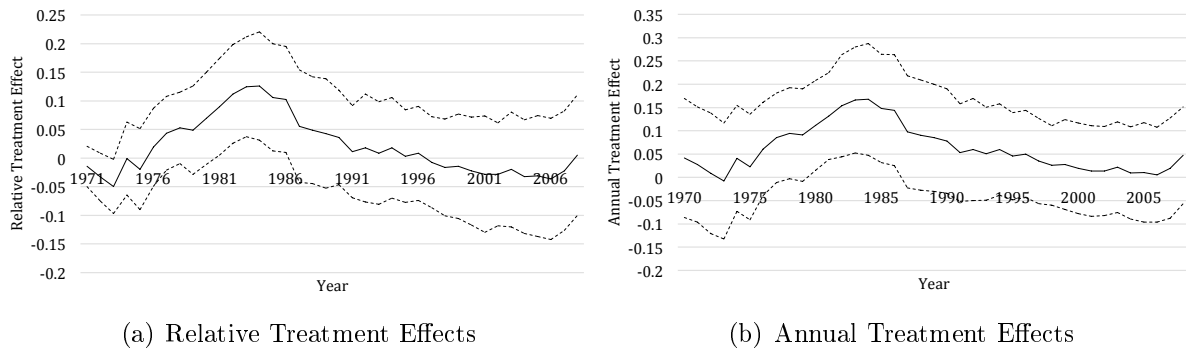 0.25
0.2
0.15
0.1
0.05
0
-0.05
-0.1
-0.15
-0.2
Relative Treatment Effect
1971 1976 1981 1986 1991 1996 2001 2006
Year
(a) Relative Treatment Effects
0.35
0.3
0.25
0.2
0.15
0.1
0.05
0
-0.05
-0.1
-0.15
-0.2
Annual Treatment Effect
1970 1975 1980 1985 1990 1995 2000 2005
Year
(b) Annual Treatment Effects